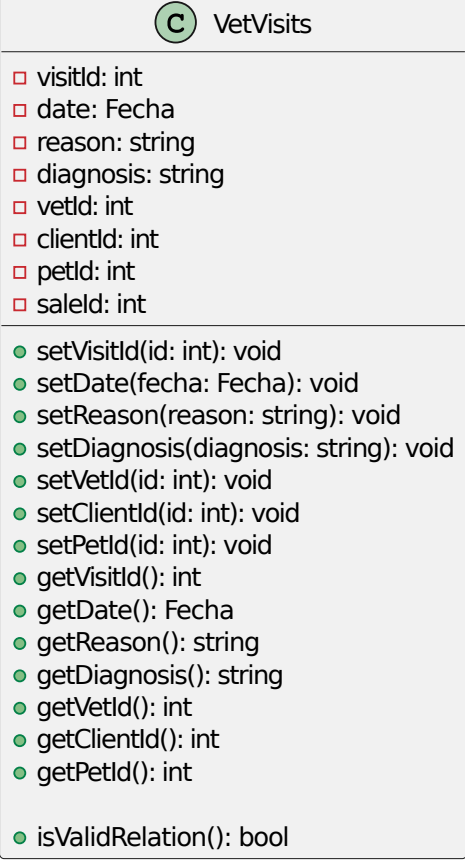 C VetVisits
visitId: int
date: Fecha
reason: string
diagnosis: string
vetId: int
clientId: int
petId: int
saleId: int
setVisitId(id: int): void
setDate(fecha: Fecha): void
setReason(reason: string): void
setDiagnosis(diagnosis: string): void
setVetId(id: int): void
setClientId(id: int): void
setPetId(id: int): void
getVisitId(): int
getDate(): Fecha
getReason(): string
getDiagnosis(): string
getVetId(): int
getClientId(): int
getPetId(): int
isValidRelation(): bool